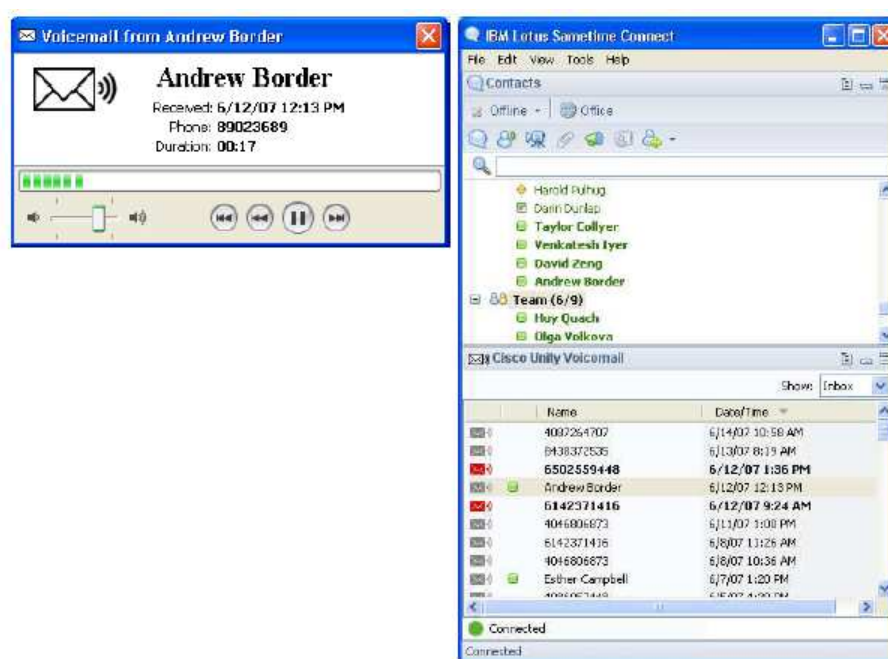 Voicemail from Andrew Border
Andrew Border
Received: 6/12/07 12:13 PM
Phone: 89023689
Duration: 00:17
IBM Lotus Sametime Connect
File Edit View Tools Help
Contacts
Offline Office
Harold Pulhug
Darin Dunlap
Taylor Collyer
Venkatesh Iyer
David Zeng
Andrew Border
Team (6/9)
Huy Quach
Olga Volkova
Cisco Unity Voicemail
Show: Inbox
Name Date/Time
4087264707 6/14/07 10:58 AM
8438372535 6/13/07 8:19 AM
6502559448 6/12/07 1:36 PM
Andrew Border 6/12/07 12:13 PM
6142371416 6/12/07 9:24 AM
4046806873 6/11/07 1:08 PM
6142371416 6/8/07 11:26 AM
4046806873 6/8/07 10:36 AM
Esther Campbell 6/7/07 1:20 PM
Connected
Connected